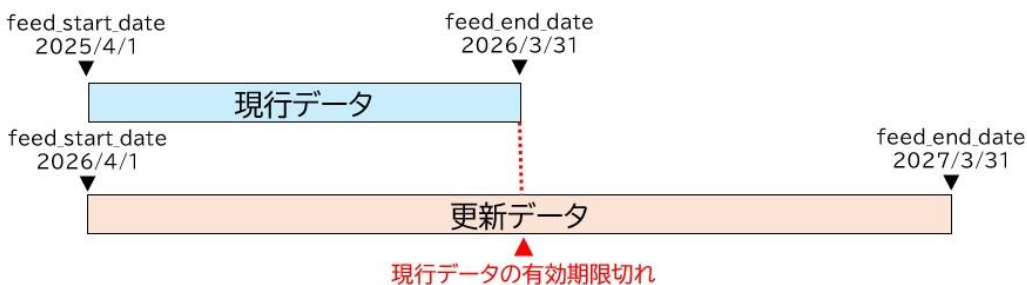 feed_start_date
2025/4/1
▼
feed_end_date
2026/3/31
▼
現行データ
feed_start_date
2026/4/1
▼
feed_end_date
2027/3/31
▼
更新データ
▲
現行データの有効期限切れ